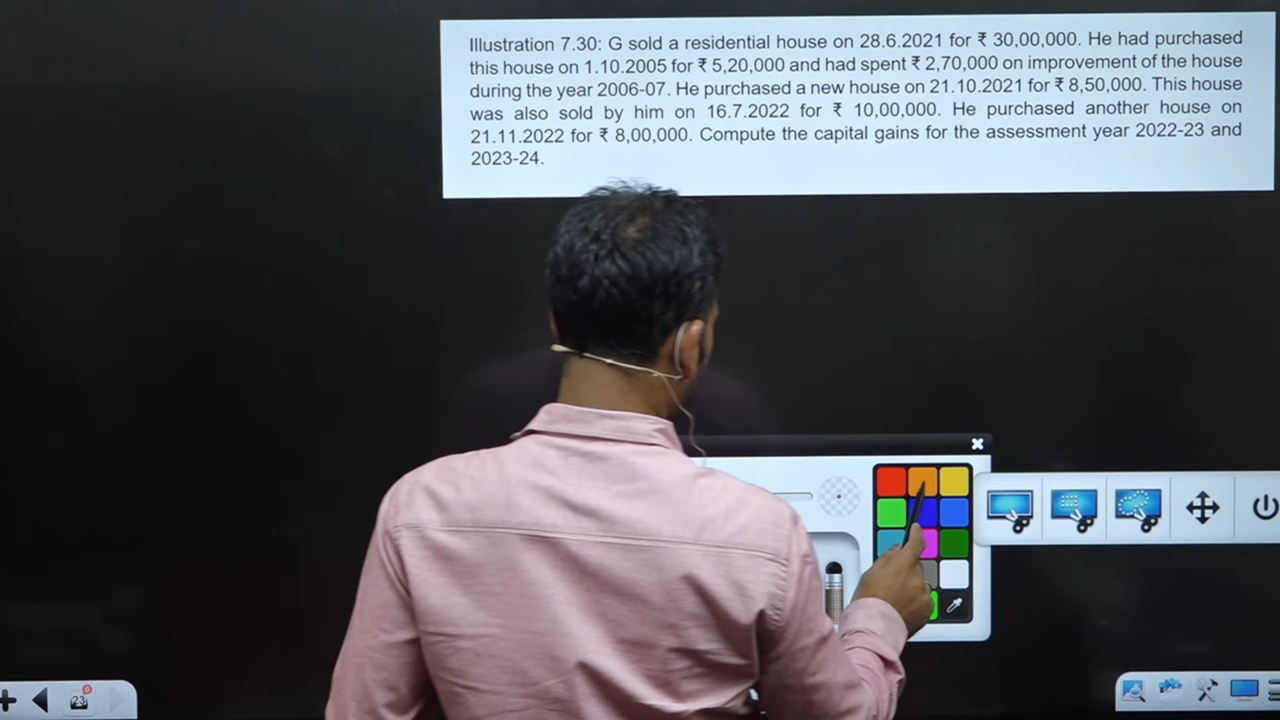 Illustration 7.30: G sold a residential house on 28.6.2021 for ₹ 30,00,000. He had purchased
this house on 1.10.2005 for ₹ 5,20,000 and had spent ₹ 2,70,000 on improvement of the house
during the year 2006-07. He purchased a new house on 21.10.2021 for ₹ 8,50,000. This house
was also sold by him on 16.7.2022 for ₹ 10,00,000. He purchased another house on
21.11.2022 for ₹ 8,00,000. Compute the capital gains for the assessment year 2022-23 and
2023-24.
23